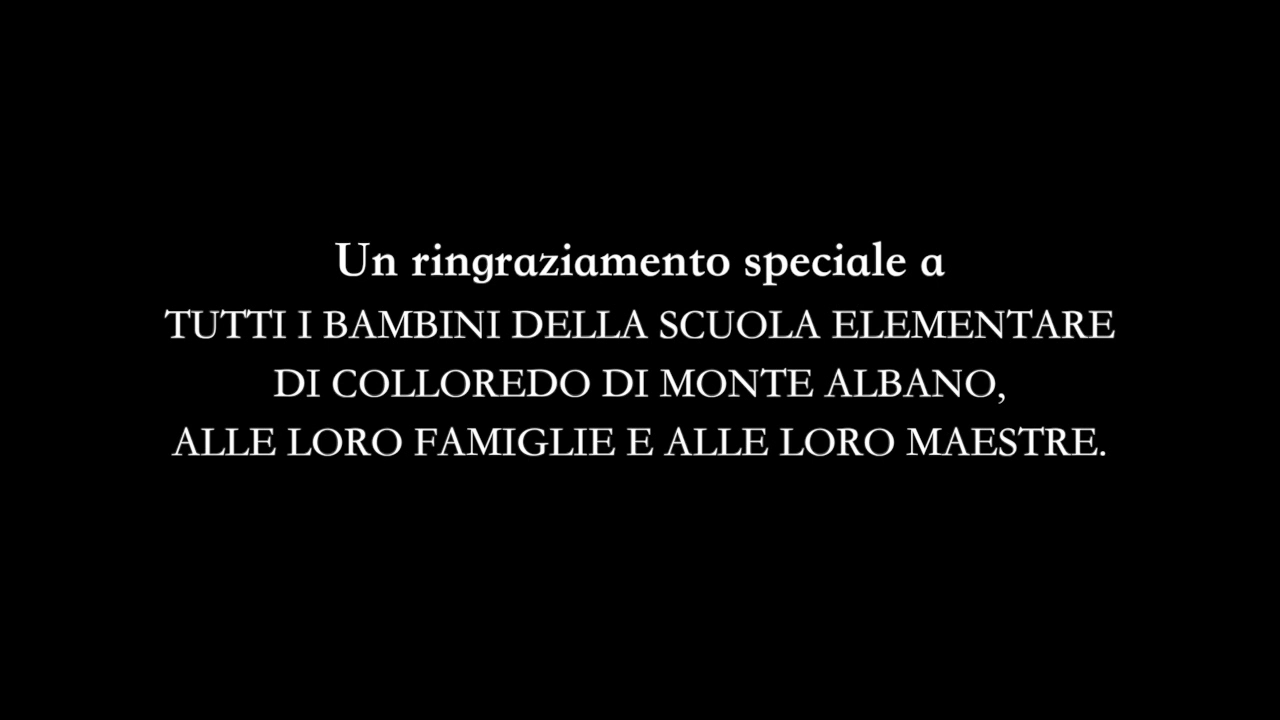 Un ringraziamento speciale a
TUTTI I BAMBINI DELLA SCUOLA ELEMENTARE
DI COLLOREDO DI MONTE ALBANO,
ALLE LORO FAMIGLIE E ALLE LORO MAESTRE.